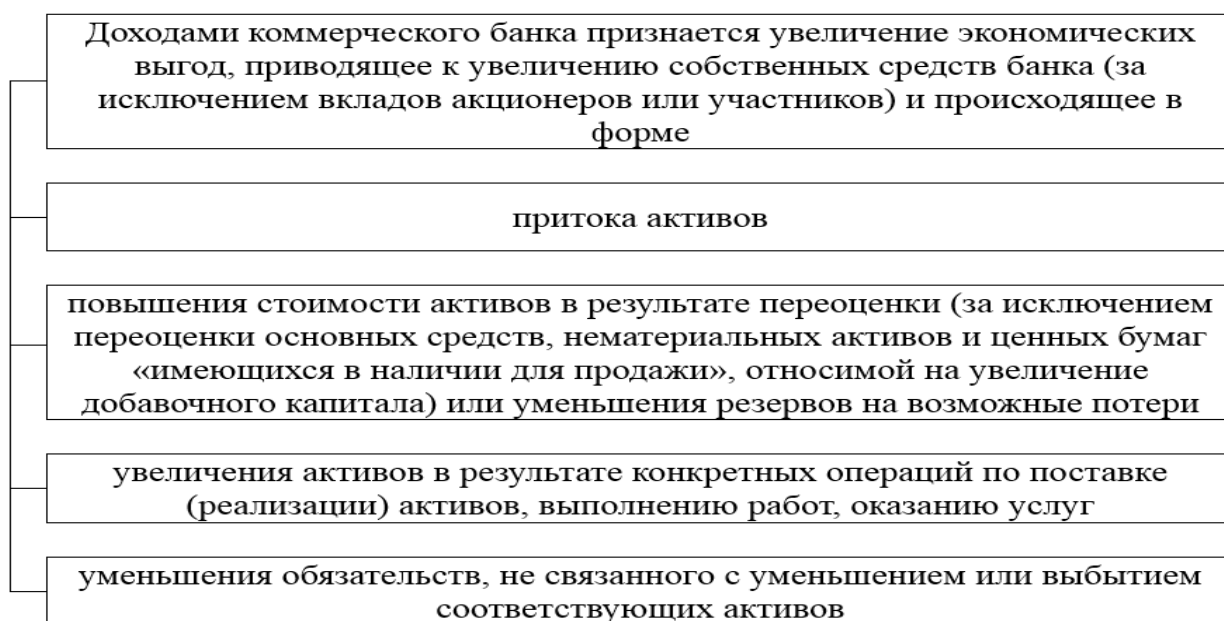 Доходами коммерческого банка признается увеличение экономических
выгод, приводящее к увеличению собственных средств банка (за
исключением вкладов акционеров или участников) и происходящее в
форме
притока активов
повышения стоимости активов в результате переоценки (за исключением
переоценки основных средств, нематериальных активов и ценных бумаг
«имеющихся в наличии для продажи», относимой на увеличение
добавочного капитала) или уменьшения резервов на возможные потери
увеличения активов в результате конкретных операций по поставке
(реализации) активов, выполнению работ, оказанию услуг
уменьшения обязательств, не связанного с уменьшением или выбытием
соответствующих активов